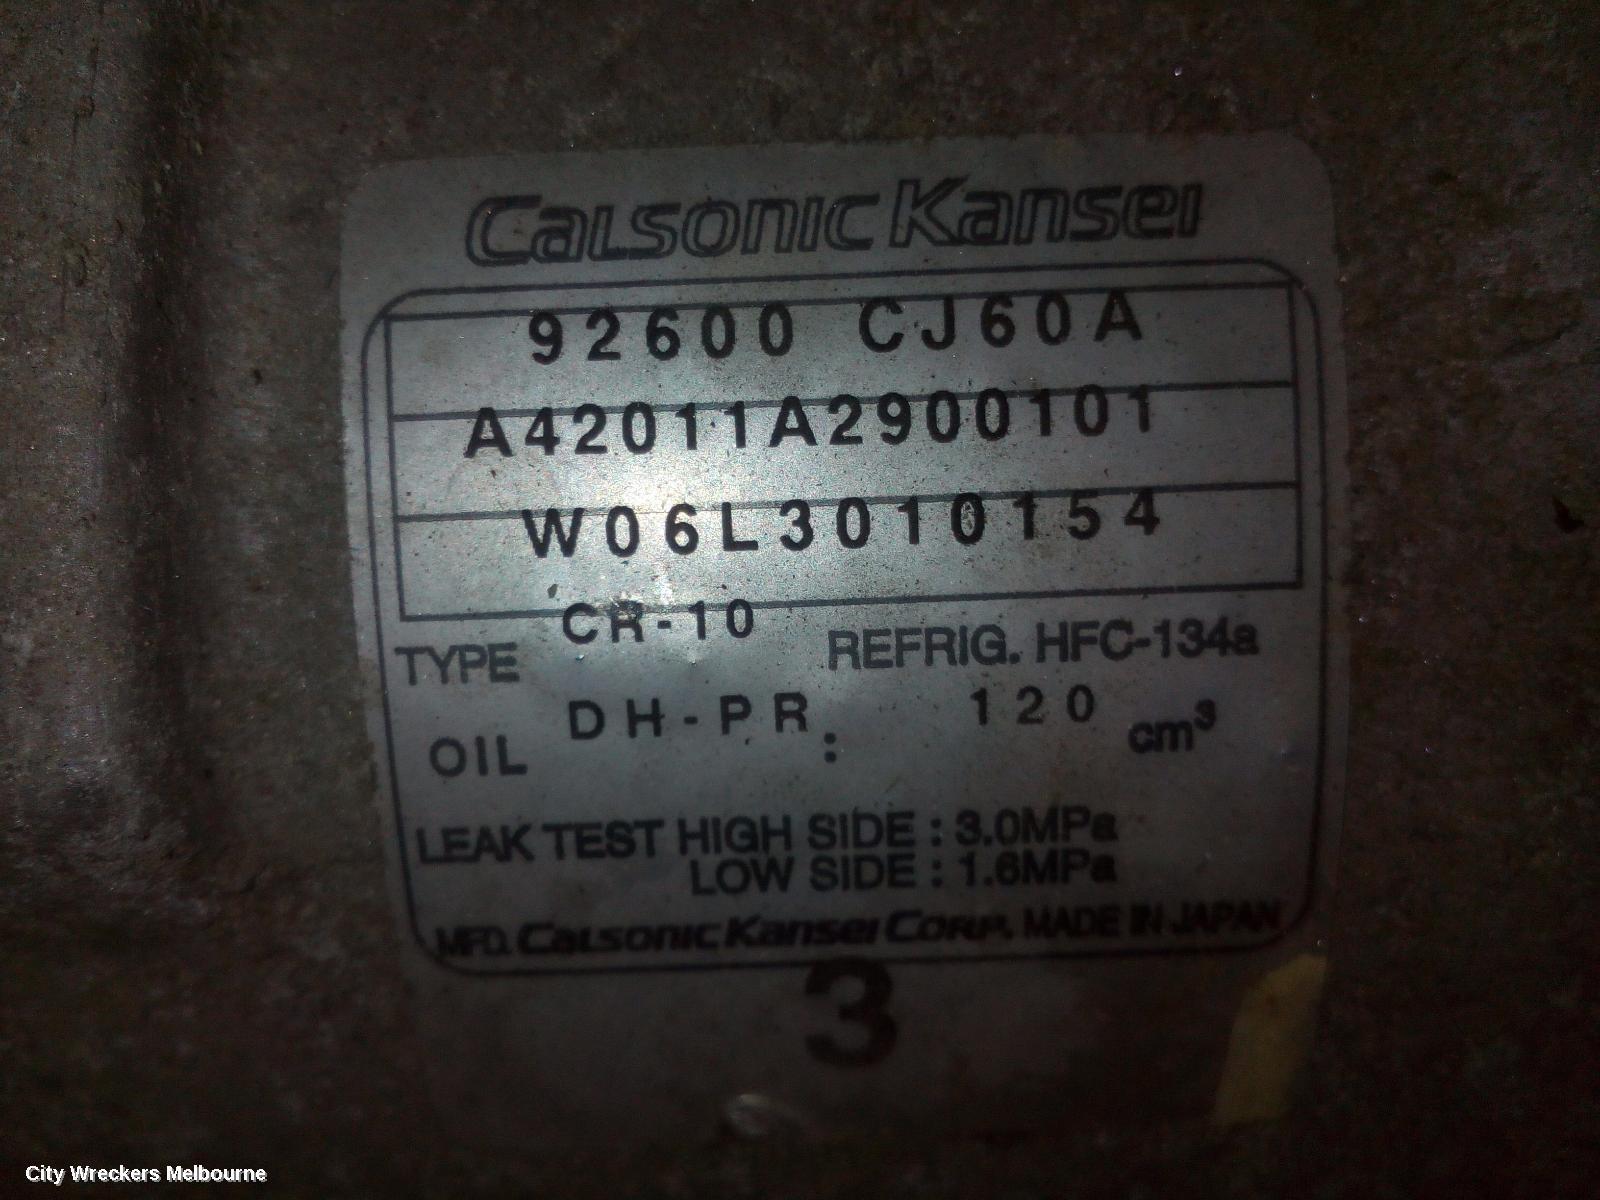 Calsonic Kansei
92600 CJ60A
A42011A2900101
W06L3010154
TYPE CR-10 REFRIG. HFC-134a
OIL DH-PR : 120 cm³
LEAK TEST HIGH SIDE : 3.0MPa
LOW SIDE : 1.6MPa
MFD. Calsonic Kansei Corp. MADE IN JAPAN
3
City Wreckers Melbourne